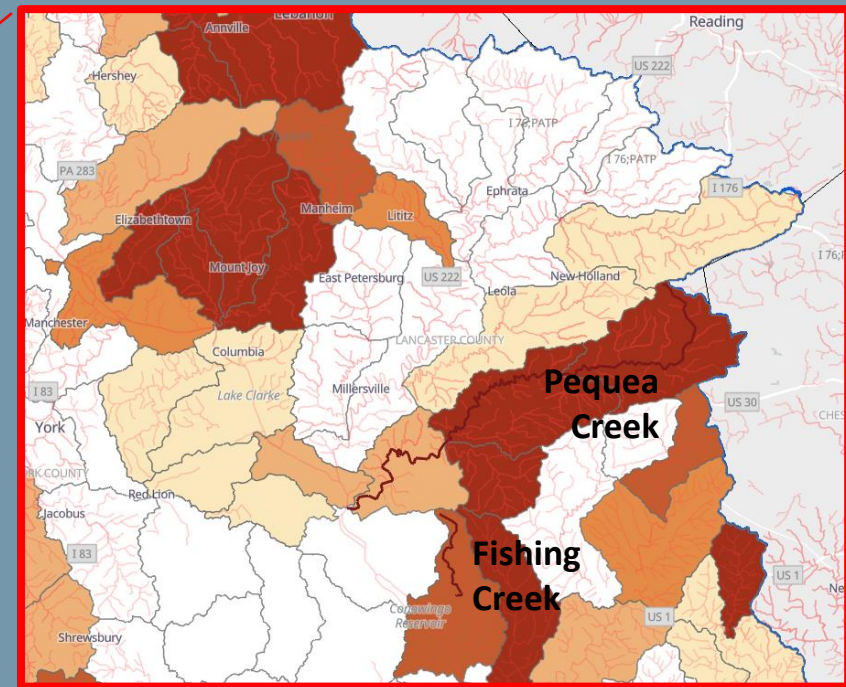 Lebanon
Annville
Reading
Hershey
US 222
I 76;PATP
PA 283
I 76;PATP
Ephrata
I 176
Manheim
Lititz
Elizabethtown
Mount Joy
East Petersburg
US 222
New Holland
Leola
Manchester
LANCASTER COUNTY
Columbia
Pequea
Creek
Millersville
Lake Clarke
I 83
US 30
York
Red Lion
Jacobus
I 83
Fishing
Creek
US 1
Conowingo
Reservoir
US 1
Shrewsbury